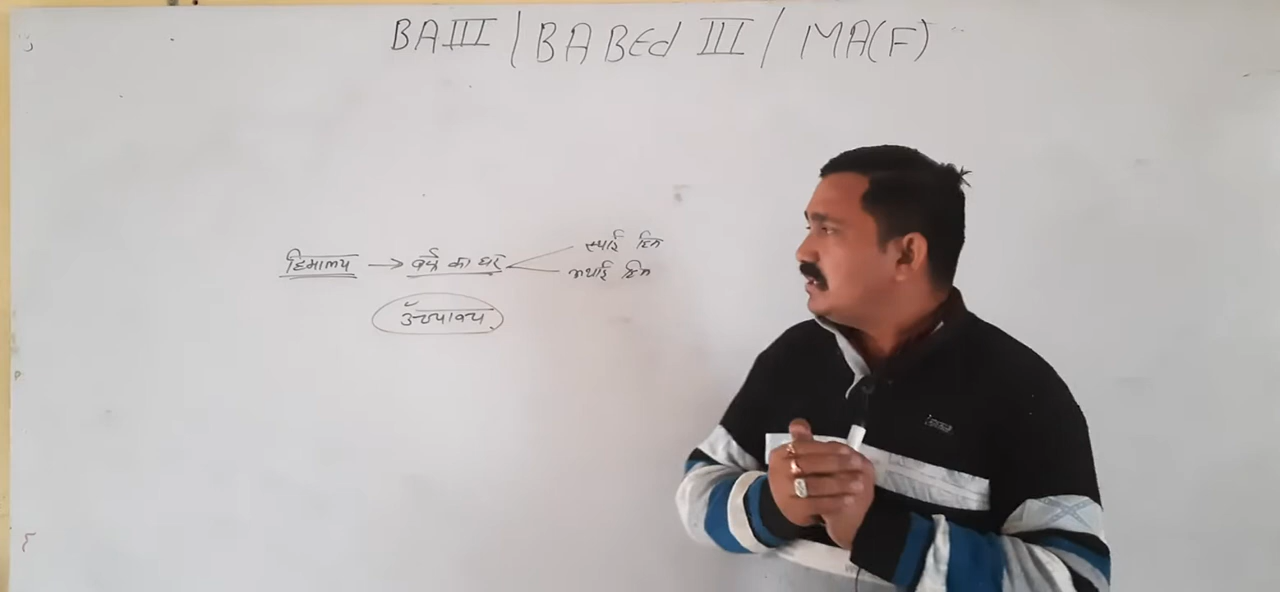 BA III / BA BEd III / MA(F)
स्थाई हिम
हिमालय → बर्फ का घर
अस्थाई हिम